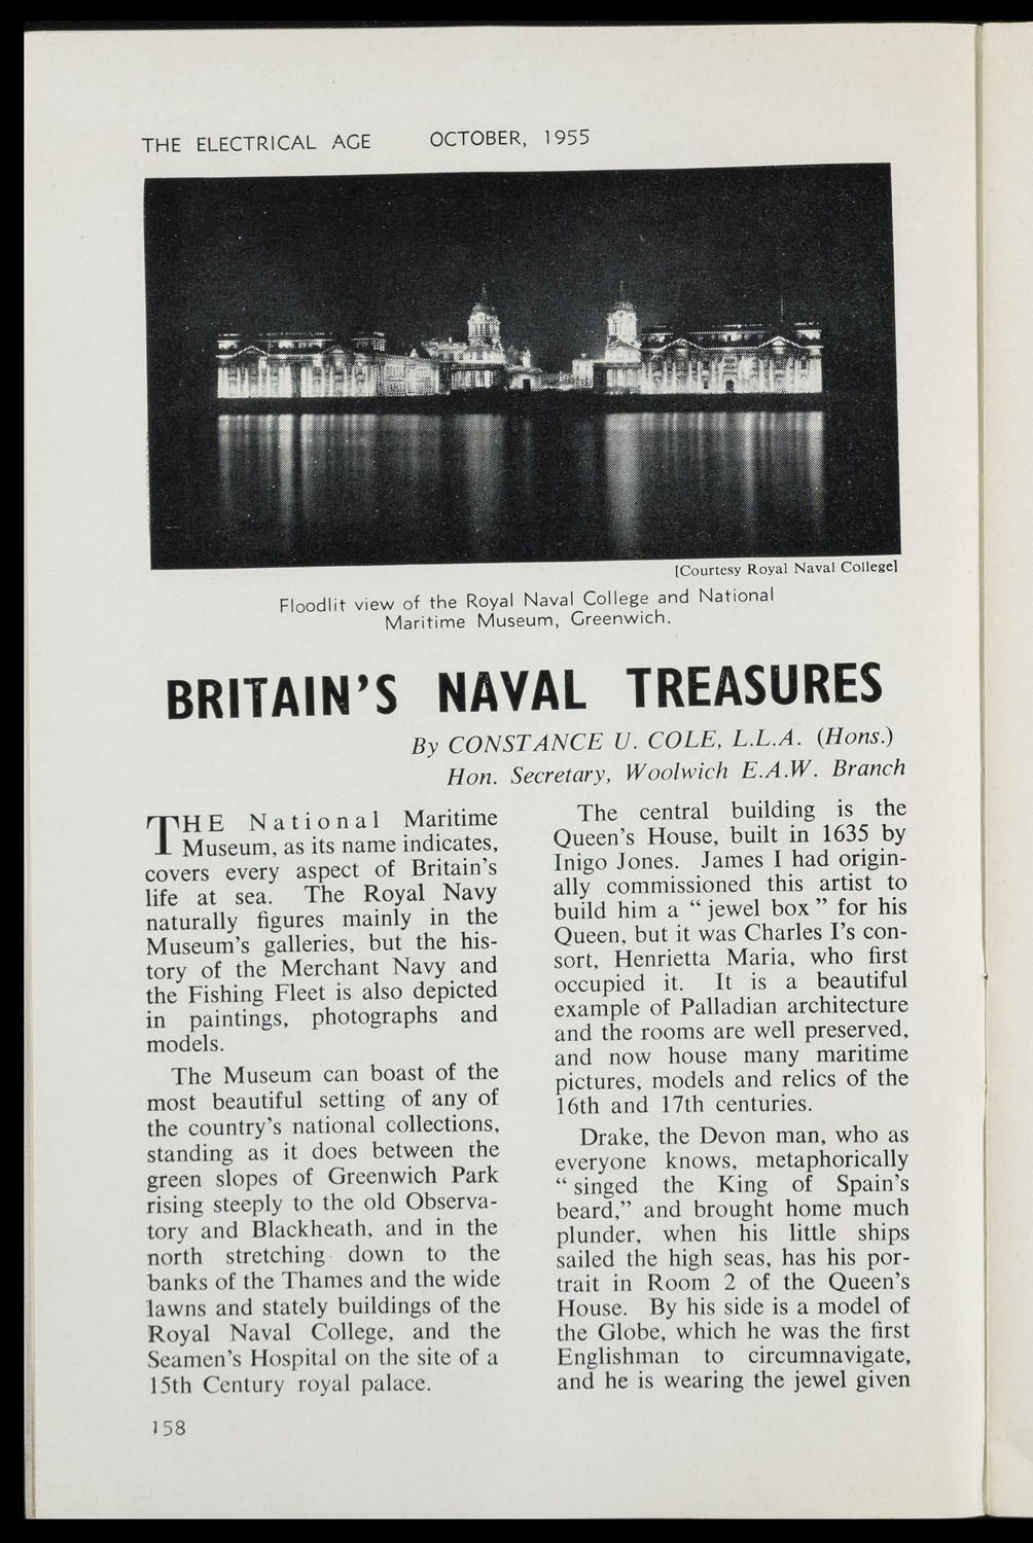 THE ELECTRICAL AGE OCTOBER, 1955
[Courtesy Royal Naval College]
Floodlit view of the Royal Naval College and National
Maritime Museum, Greenwich.
BRITAIN'S NAVAL TREASURES
By CONSTANCE U. COLE, L.L.A. (Hons.)
Hon. Secretary, Woolwich E.A.W. Branch
THE National Maritime
Museum, as its name indicates,
covers every aspect of Britain's
life at sea. The Royal Navy
naturally figures mainly in the
Museum's galleries, but the his-
tory of the Merchant Navy and
the Fishing Fleet is also depicted
in paintings, photographs and
models.
The Museum can boast of the
most beautiful setting of any of
the country's national collections,
standing as it does between the
green slopes of Greenwich Park
rising steeply to the old Observa-
tory and Blackheath, and in the
north stretching down to the
banks of the Thames and the wide
lawns and stately buildings of the
Royal Naval College, and the
Seamen's Hospital on the site of a
15th Century royal palace.
The central building is the
Queen's House, built in 1635 by
Inigo Jones. James I had origin-
ally commissioned this artist to
build him a " jewel box " for his
Queen, but it was Charles I's con-
sort, Henrietta Maria, who first
occupied it. It is a beautiful
example of Palladian architecture
and the rooms are well preserved,
and now house many maritime
pictures, models and relics of the
16th and 17th centuries.
Drake, the Devon man, who as
everyone knows, metaphorically
" singed the King of Spain's
beard," and brought home much
plunder, when his little ships
sailed the high seas, has his por-
trait in Room 2 of the Queen's
House. By his side is a model of
the Globe, which he was the first
Englishman to circumnavigate,
and he is wearing the jewel given
158